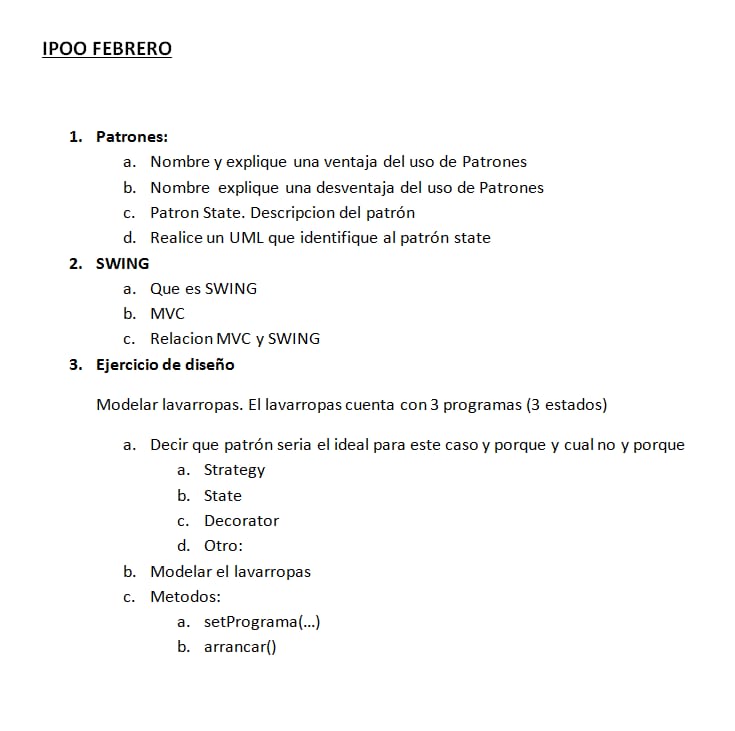 IPOO FEBRERO
1. Patrones:
a. Nombre y explique una ventaja del uso de Patrones
b. Nombre explique una desventaja del uso de Patrones
c. Patron State. Descripcion del patrón
d. Realice un UML que identifique al patrón state
2. SWING
a. Que es SWING
b. MVC
c. Relacion MVC y SWING
3. Ejercicio de diseño
Modelar lavarropas. El lavarropas cuenta con 3 programas (3 estados)
a. Decir que patrón seria el ideal para este caso y porque y cual no y porque
a. Strategy
b. State
c. Decorator
d. Otro:
b. Modelar el lavarropas
c. Metodos:
a. setPrograma(...)
b. arrancar()